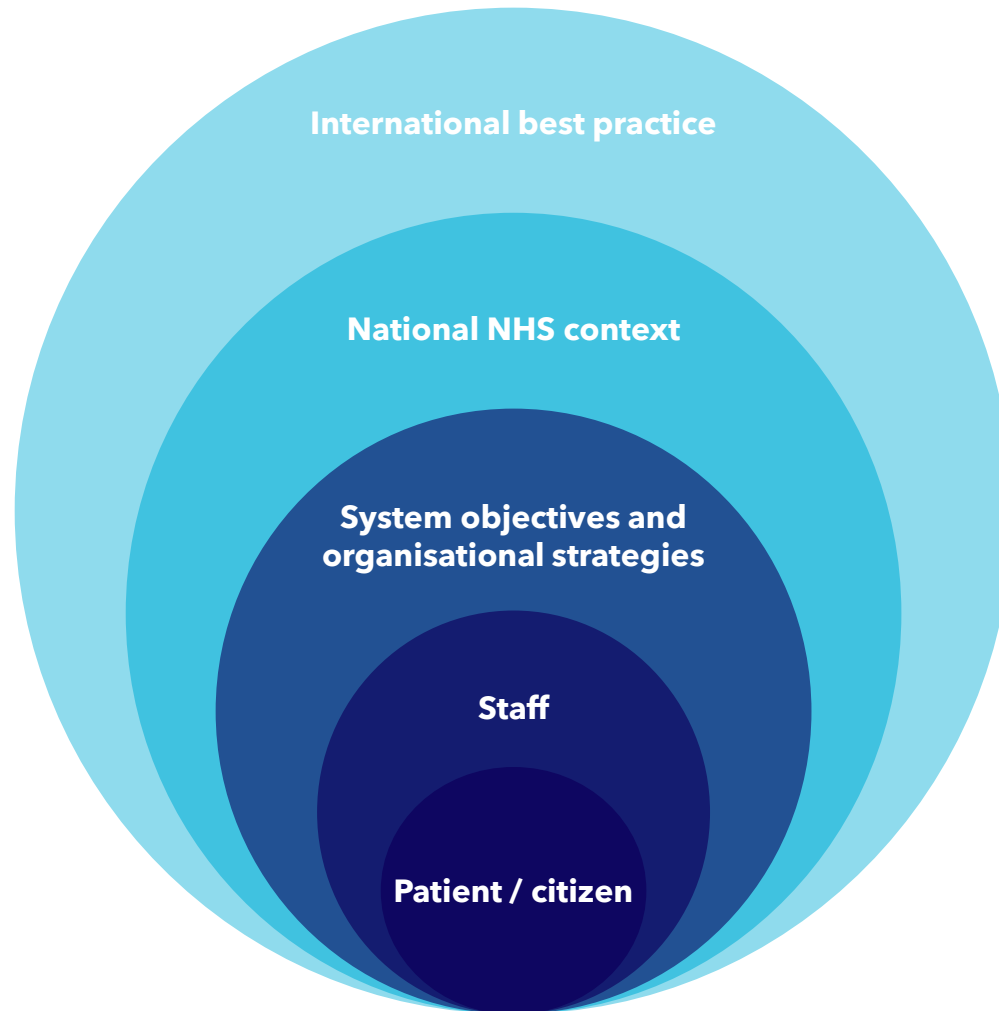 International best practice
National NHS context
System objectives and
organisational strategies
Staff
Patient / citizen